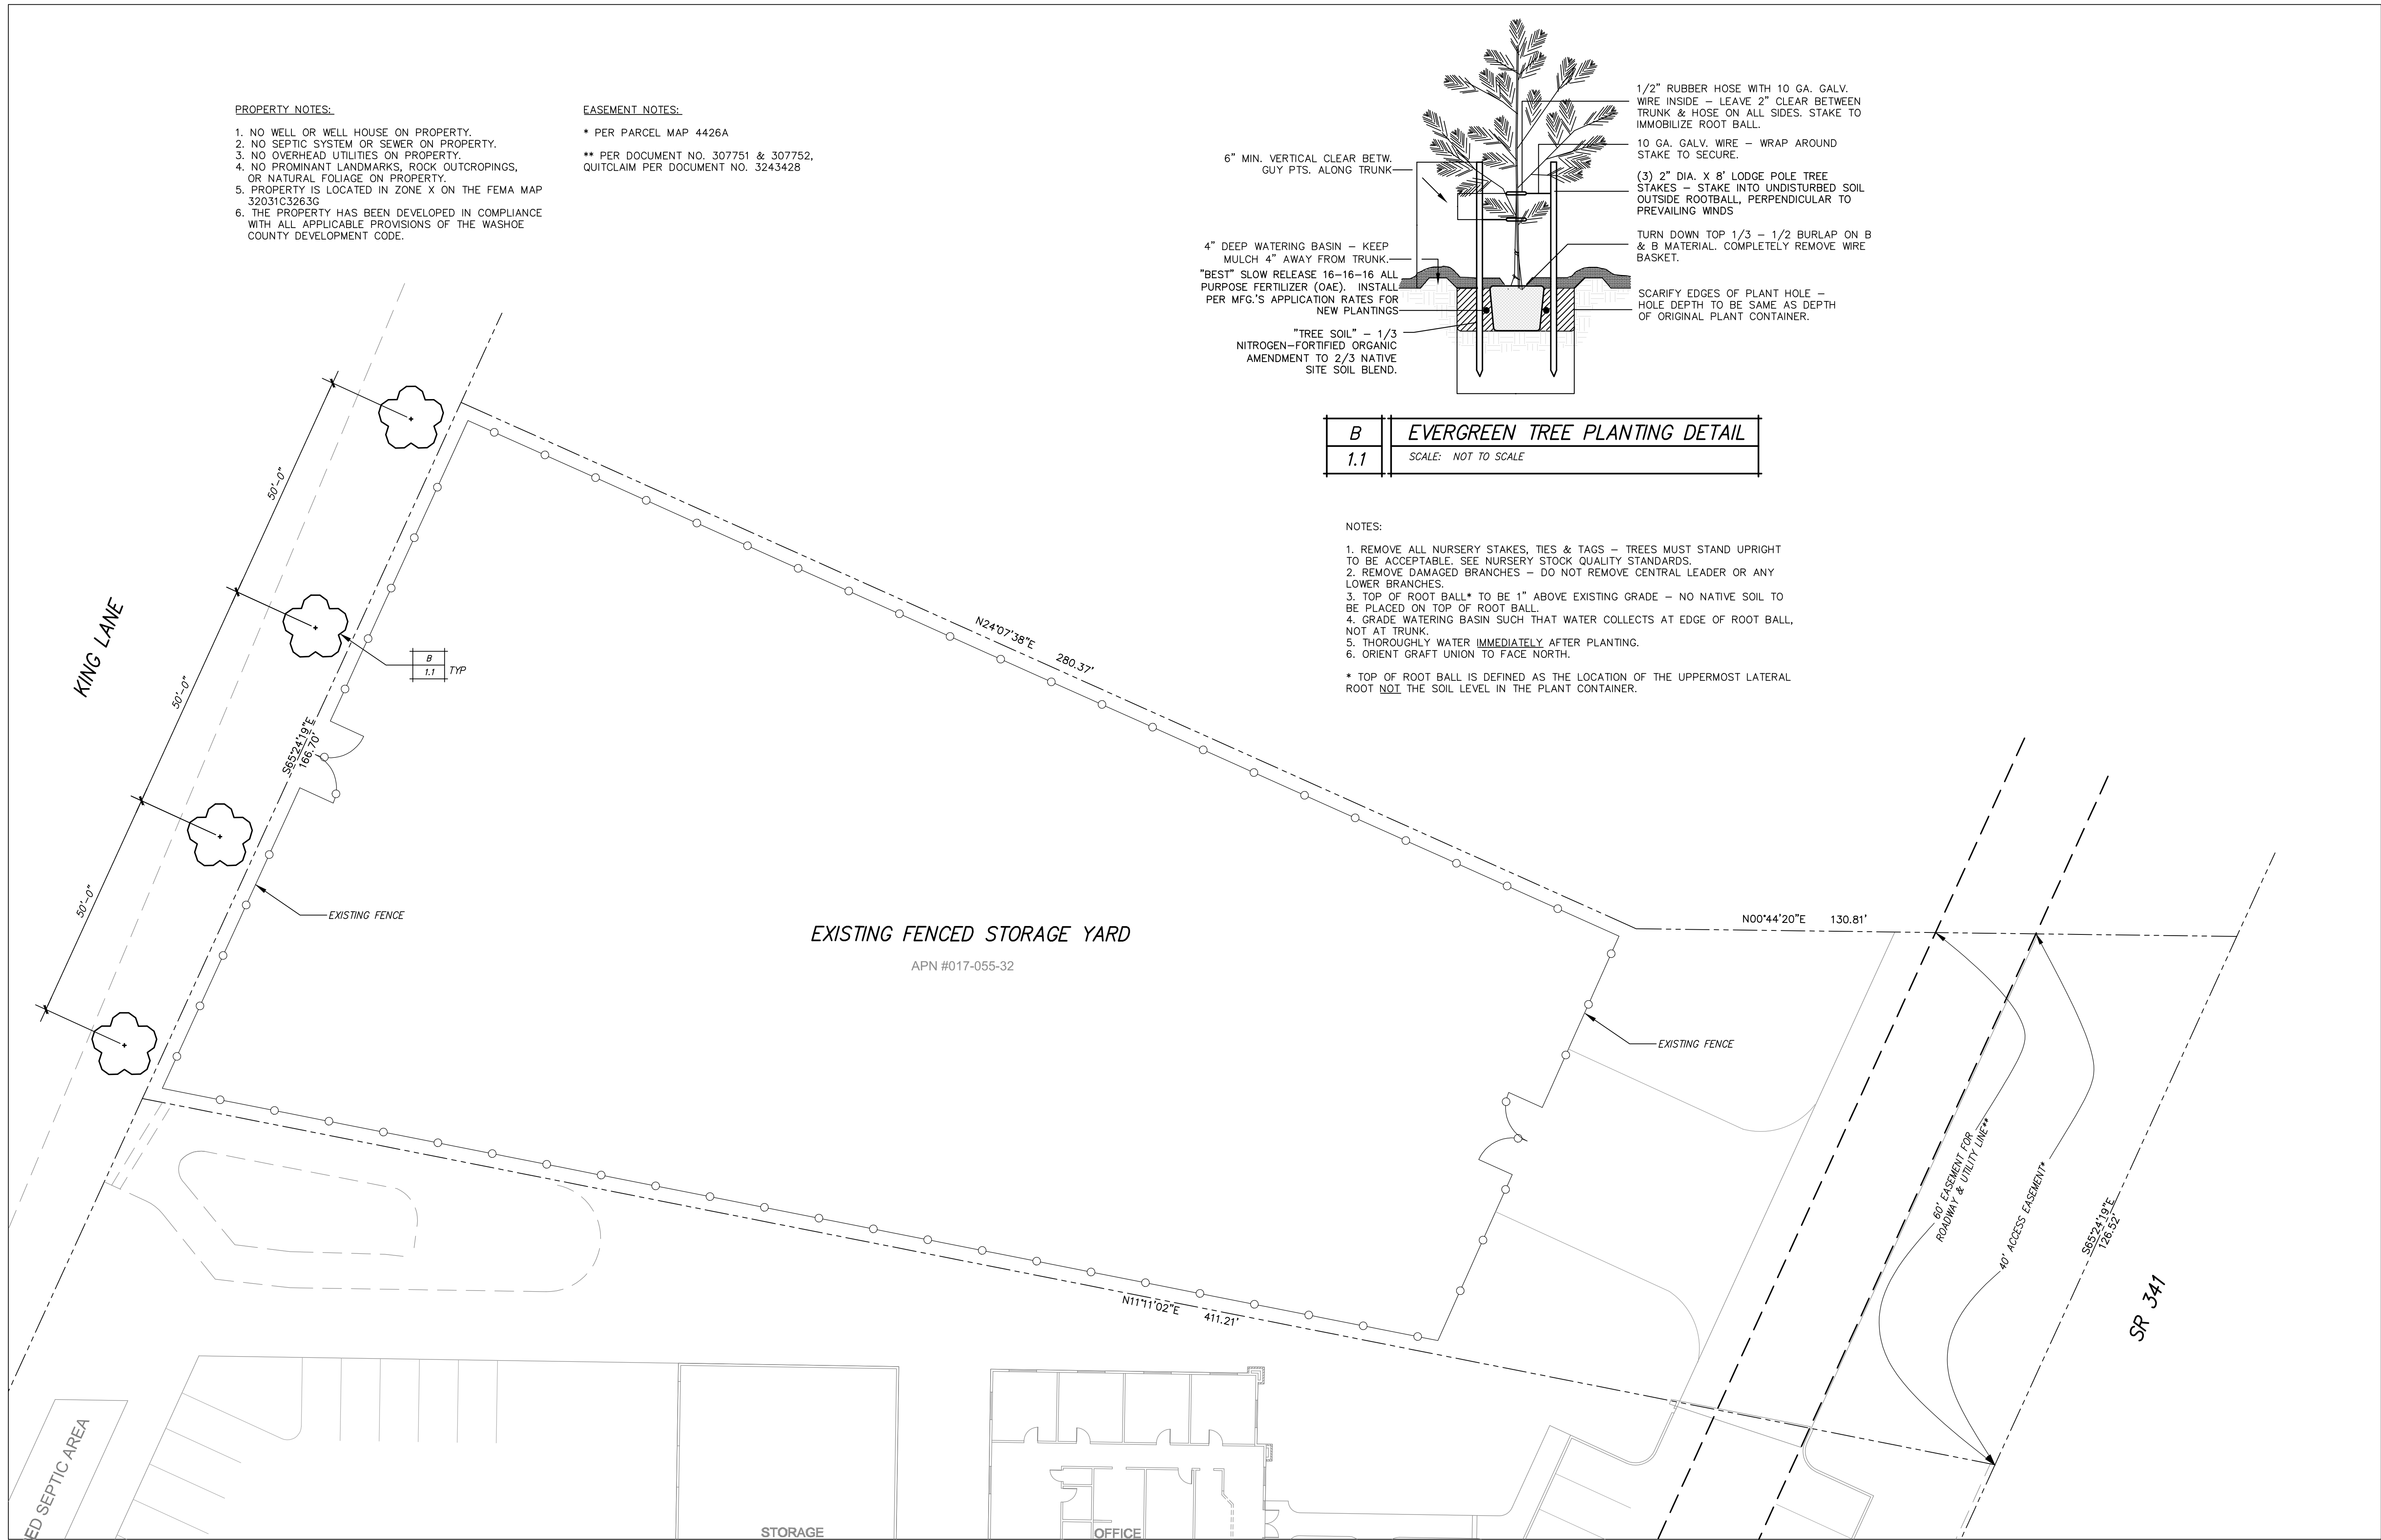 PROPERTY NOTES:
1. NO WELL OR WELL HOUSE ON PROPERTY.
2. NO SEPTIC SYSTEM OR SEWER ON PROPERTY.
3. NO OVERHEAD UTILITIES ON PROPERTY.
4. NO PROMINANT LANDMARKS, ROCK OUTCROPINGS,
OR NATURAL FOLIAGE ON PROPERTY.
5. PROPERTY IS LOCATED IN ZONE X ON THE FEMA MAP
32031C3263G
6. THE PROPERTY HAS BEEN DEVELOPED IN COMPLIANCE
WITH ALL APPLICABLE PROVISIONS OF THE WASHOE
COUNTY DEVELOPMENT CODE.
EASEMENT NOTES:
* PER PARCEL MAP 4426A
** PER DOCUMENT NO. 307751 & 307752,
QUITCLAIM PER DOCUMENT NO. 3243428
6" MIN. VERTICAL CLEAR BETW.
GUY PTS. ALONG TRUNK
4" DEEP WATERING BASIN – KEEP
MULCH 4" AWAY FROM TRUNK.
"BEST" SLOW RELEASE 16–16–16 ALL
PURPOSE FERTILIZER (OAE). INSTALL
PER MFG.'S APPLICATION RATES FOR
NEW PLANTINGS
"TREE SOIL" – 1/3
NITROGEN–FORTIFIED ORGANIC
AMENDMENT TO 2/3 NATIVE
SITE SOIL BLEND.
1/2" RUBBER HOSE WITH 10 GA. GALV.
WIRE INSIDE – LEAVE 2" CLEAR BETWEEN
TRUNK & HOSE ON ALL SIDES. STAKE TO
IMMOBILIZE ROOT BALL.
10 GA. GALV. WIRE – WRAP AROUND
STAKE TO SECURE.
(3) 2" DIA. X 8' LODGE POLE TREE
STAKES – STAKE INTO UNDISTURBED SOIL
OUTSIDE ROOTBALL, PERPENDICULAR TO
PREVAILING WINDS
TURN DOWN TOP 1/3 – 1/2 BURLAP ON B
& B MATERIAL. COMPLETELY REMOVE WIRE
BASKET.
SCARIFY EDGES OF PLANT HOLE –
HOLE DEPTH TO BE SAME AS DEPTH
OF ORIGINAL PLANT CONTAINER.
B
1.1
EVERGREEN TREE PLANTING DETAIL
SCALE: NOT TO SCALE
NOTES:
1. REMOVE ALL NURSERY STAKES, TIES & TAGS – TREES MUST STAND UPRIGHT
TO BE ACCEPTABLE. SEE NURSERY STOCK QUALITY STANDARDS.
2. REMOVE DAMAGED BRANCHES – DO NOT REMOVE CENTRAL LEADER OR ANY
LOWER BRANCHES.
3. TOP OF ROOT BALL* TO BE 1" ABOVE EXISTING GRADE – NO NATIVE SOIL TO
BE PLACED ON TOP OF ROOT BALL.
4. GRADE WATERING BASIN SUCH THAT WATER COLLECTS AT EDGE OF ROOT BALL,
NOT AT TRUNK.
5. THOROUGHLY WATER IMMEDIATELY AFTER PLANTING.
6. ORIENT GRAFT UNION TO FACE NORTH.
* TOP OF ROOT BALL IS DEFINED AS THE LOCATION OF THE UPPERMOST LATERAL
ROOT NOT THE SOIL LEVEL IN THE PLANT CONTAINER.
50'–0"
50'–0"
50'–0"
KING LANE
B
1.1
TYP
S65°24'19"E
166.70'
N24°07'38"E 280.37'
EXISTING FENCE
EXISTING FENCED STORAGE YARD
APN #017-055-32
N00°44'20"E 130.81'
EXISTING FENCE
60' EASEMENT FOR
ROADWAY & UTILITY LINE**
40' ACCESS EASEMENT*
S65°24'19"E
126.52'
SR 341
N11°11'02"E 411.21'
ED SEPTIC AREA
STORAGE
OFFICE